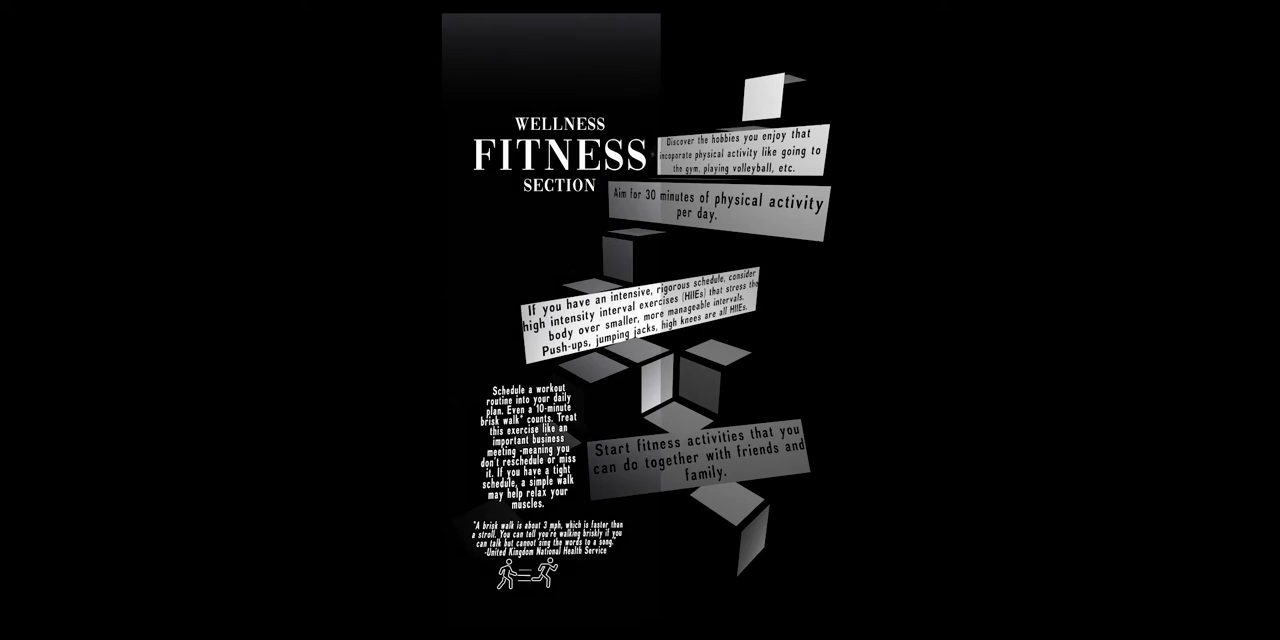 WELLNESS
FITNESS
SECTION
Discover the hobbies you enjoy that
incoporate physical activity like going to
the gym, playing volleyball, etc.
Aim for 30 minutes of physical activity
per day.
If you have an intensive, rigorous schedule, consider
high intensity interval exercises (HIIEs) that stress the
body over smaller, more manageable intervals.
Push-ups, jumping jacks, high knees are all HIIEs.
Schedule a workout
routine into your daily
plan. Even a 10-minute
brisk walk* counts. Treat
this exercise like an
important business
meeting -meaning you
don't reschedule or miss
it. If you have a tight
schedule, a simple walk
may help relax your
muscles.
Start fitness activities that you
can do together with friends and
family.
"A brisk walk is about 3 mph, which is faster than
a stroll. You can tell you're walking briskly if you
can talk but cannot sing the words to a song."
-United Kingdom National Health Service